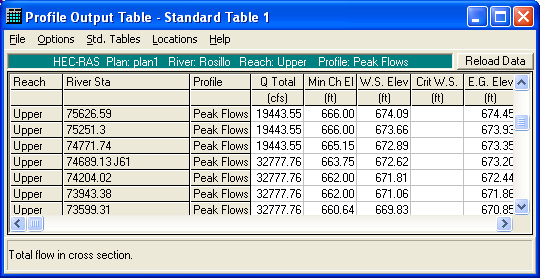 Profile Output Table - Standard Table 1
File Options Std. Tables Locations Help
HEC-RAS Plan: plan1 River: Rosillo Reach: Upper Profile: Peak Flows Reload Data
Reach River Sta Profile Q Total Min Ch El W.S. Elev Crit W.S. E.G. Elev
(cfs) (ft) (ft) (ft) (ft)
Upper 75626.59 Peak Flows 19443.55 666.00 674.09 674.45
Upper 75251.3 Peak Flows 19443.55 666.00 673.66 673.93
Upper 74771.74 Peak Flows 19443.55 665.15 672.89 673.35
Upper 74689.13 J61 Peak Flows 32777.76 663.75 672.62 673.20
Upper 74204.02 Peak Flows 32777.76 662.00 671.81 672.44
Upper 73943.38 Peak Flows 32777.76 662.00 671.06 671.86
Upper 73599.31 Peak Flows 32777.76 660.64 669.83 670.85
Total flow in cross section.